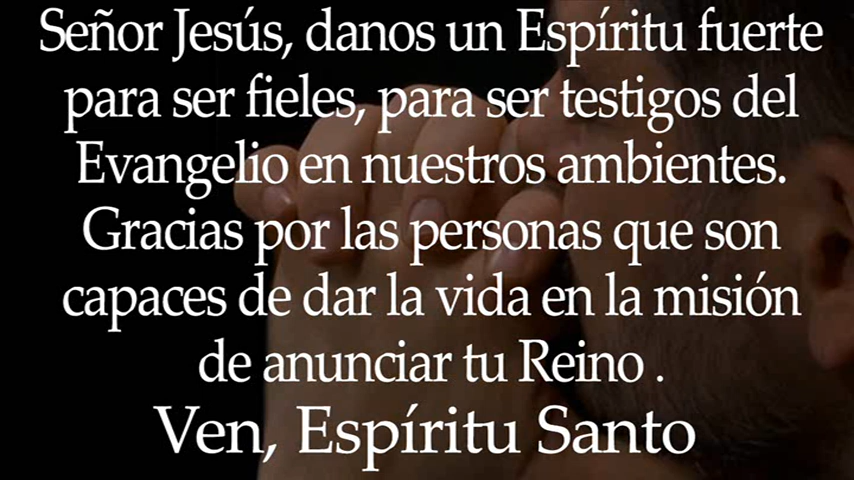 Señor Jesús, danos un Espíritu fuerte
para ser fieles, para ser testigos del
Evangelio en nuestros ambientes.
Gracias por las personas que son
capaces de dar la vida en la misión
de anunciar tu Reino .
Ven, Espíritu Santo